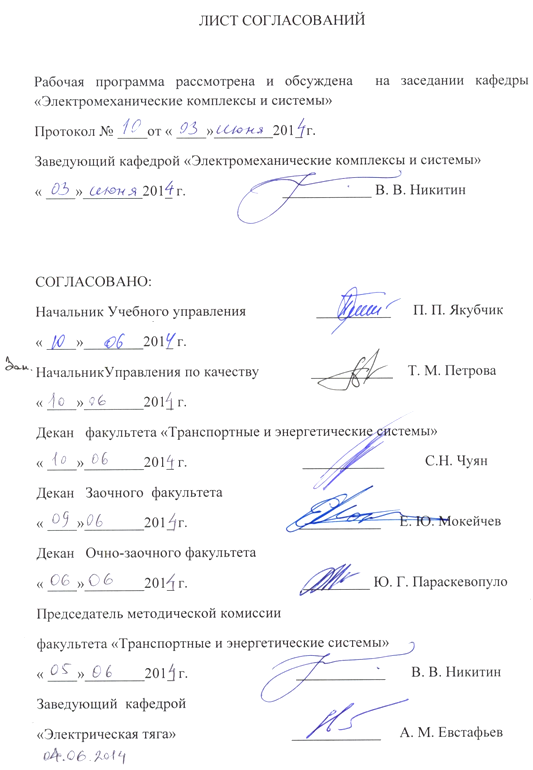 ЛИСТ СОГЛАСОВАНИЙ
Рабочая программа рассмотрена и обсуждена на заседании кафедры
«Электромеханические комплексы и системы»
Протокол № 10 от « 03 » июня 2014 г.
Заведующий кафедрой «Электромеханические комплексы и системы»
« 03 » июня 2014 г. В. В. Никитин
СОГЛАСОВАНО:
Начальник Учебного управления П. П. Якубчик
« 10 » 06 2014 г.
Зам. НачальникУправления по качеству Т. М. Петрова
« 10 » 06 2014 г.
Декан факультета «Транспортные и энергетические системы»
« 10 » 06 2014 г. С.Н. Чуян
Декан Заочного факультета
« 09 » 06 2014 г. Е. Ю. Мокейчев
Декан Очно-заочного факультета
« 06 » 06 2014 г. Ю. Г. Параскевопуло
Председатель методической комиссии
факультета «Транспортные и энергетические системы»
« 05 » 06 2014 г. В. В. Никитин
Заведующий кафедрой
«Электрическая тяга» А. М. Евстафьев
04.06.2014